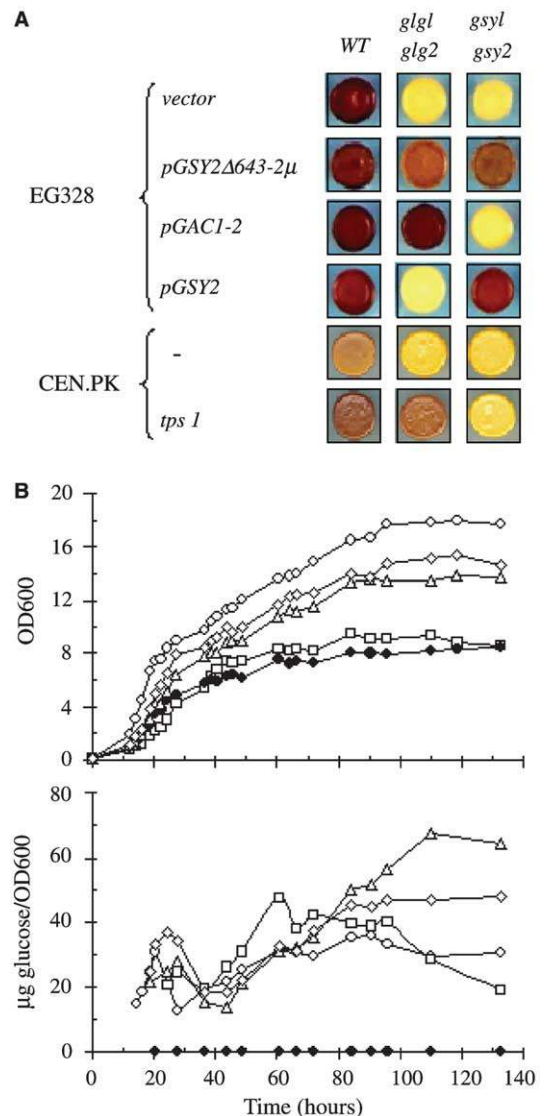 A
WT
glgl glg2
gsyl gsy2
EG328
vector
pGSY2Δ643-2μ
pGAC1-2
pGSY2
CEN.PK
-
tps 1
B
OD600
20
16
12
8
4
0
µg glucose/OD600
80
60
40
20
0
0 20 40 60 80 100 120 140
Time (hours)